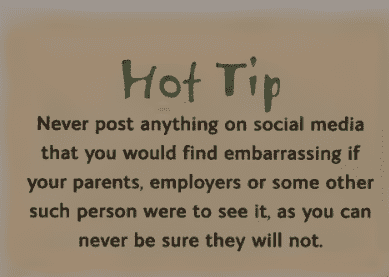 Hot Tip
Never post anything on social media
that you would find embarrassing if
your parents, employers or some other
such person were to see it, as you can
never be sure they will not.